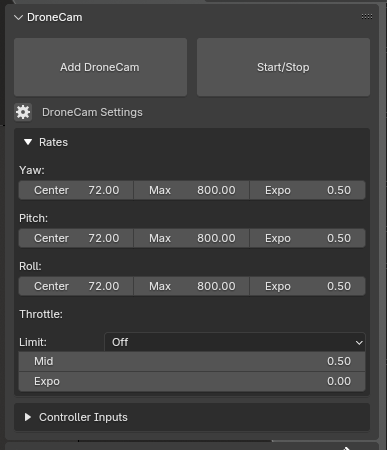 DroneCam
Add DroneCam Start/Stop
DroneCam Settings
Rates
Yaw:
Center 72.00 Max 800.00 Expo 0.50
Pitch:
Center 72.00 Max 800.00 Expo 0.50
Roll:
Center 72.00 Max 800.00 Expo 0.50
Throttle:
Limit: Off
Mid 0.50
Expo 0.00
Controller Inputs